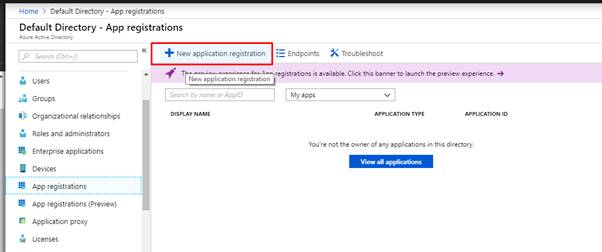 Home > Default Directory - App registrations
Default Directory - App registrations
Azure Active Directory
Search (Ctrl+/)
Users
Groups
Organizational relationships
Roles and administrators
Enterprise applications
Devices
App registrations
App registrations (Preview)
Application proxy
Licenses
New application registration Endpoints Troubleshoot
The preview experience for App registrations is available. Click this banner to launch the preview experience. →
New application registration
Search by name or AppID My apps
DISPLAY NAME APPLICATION TYPE APPLICATION ID
You're not the owner of any applications in this directory.
View all applications